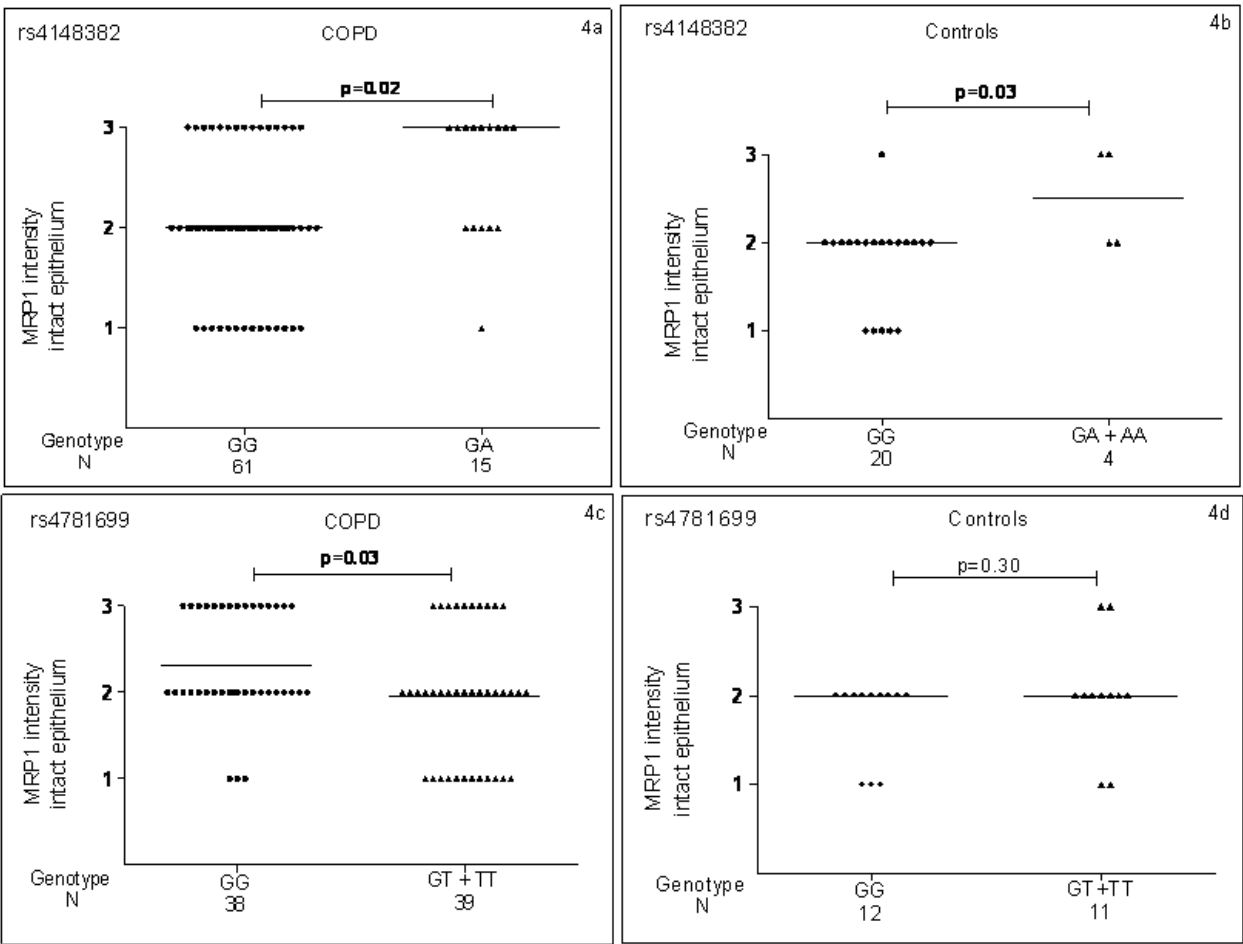 rs4148382 COPD 4a
p=0.02
3
2
1
MRP1 intensity
intact epithelium
Genotype GG GA
N 61 15
rs4148382 Controls 4b
p=0.03
3
2
1
MRP1 intensity
intact epithelium
Genotype GG GA + AA
N 20 4
rs4781699 COPD 4c
p=0.03
3
2
1
MRP1 intensity
intact epithelium
Genotype GG GT + TT
N 38 39
rs4781699 Controls 4d
p=0.30
3
2
1
MRP1 intensity
intact epithelium
Genotype GG GT +TT
N 12 11